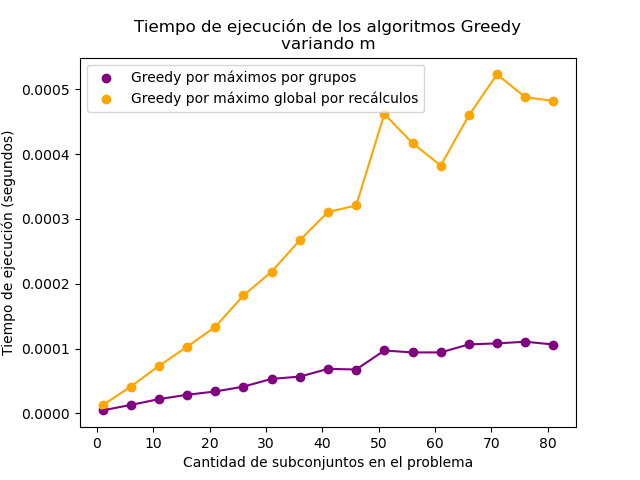 Tiempo de ejecución de los algoritmos Greedy
variando m
Greedy por máximos por grupos
Greedy por máximo global por recálculos
Tiempo de ejecución (segundos)
0.0005
0.0004
0.0003
0.0002
0.0001
0.0000
0 10 20 30 40 50 60 70 80
Cantidad de subconjuntos en el problema